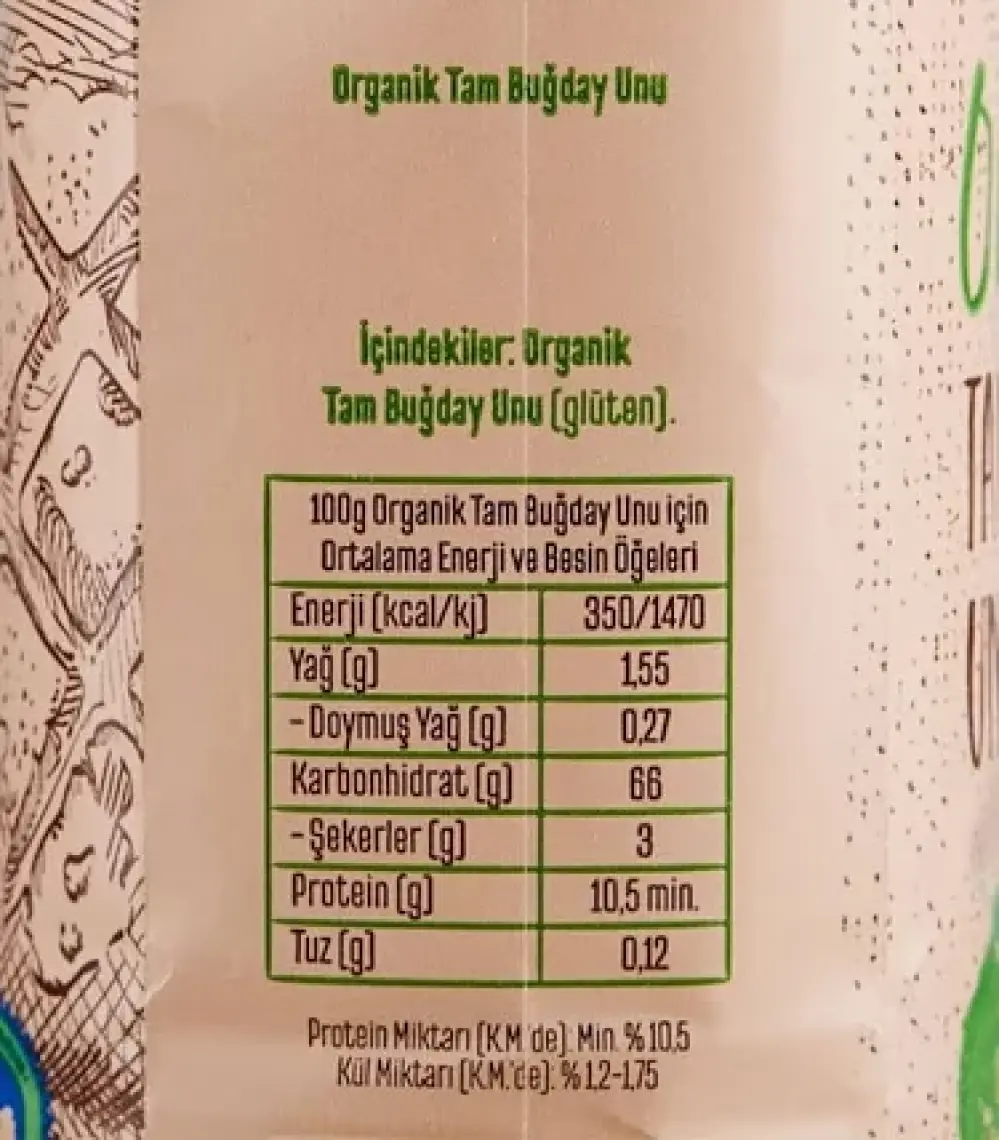 Organik Tam Buğday Unu
İçindekiler: Organik
Tam Buğday Unu (glüten).
100g Organik Tam Buğday Unu için
Ortalama Enerji ve Besin Öğeleri
Enerji (kcal/kj) 350/1470
Yağ (g) 1,55
- Doymuş Yağ (g) 0,27
Karbonhidrat (g) 66
- Şekerler (g) 3
Protein (g) 10,5 min.
Tuz (g) 0,12
Protein Miktarı (K.M.'de): Min. %10,5
Kül Miktarı (K.M.'de): %1,2-1,75